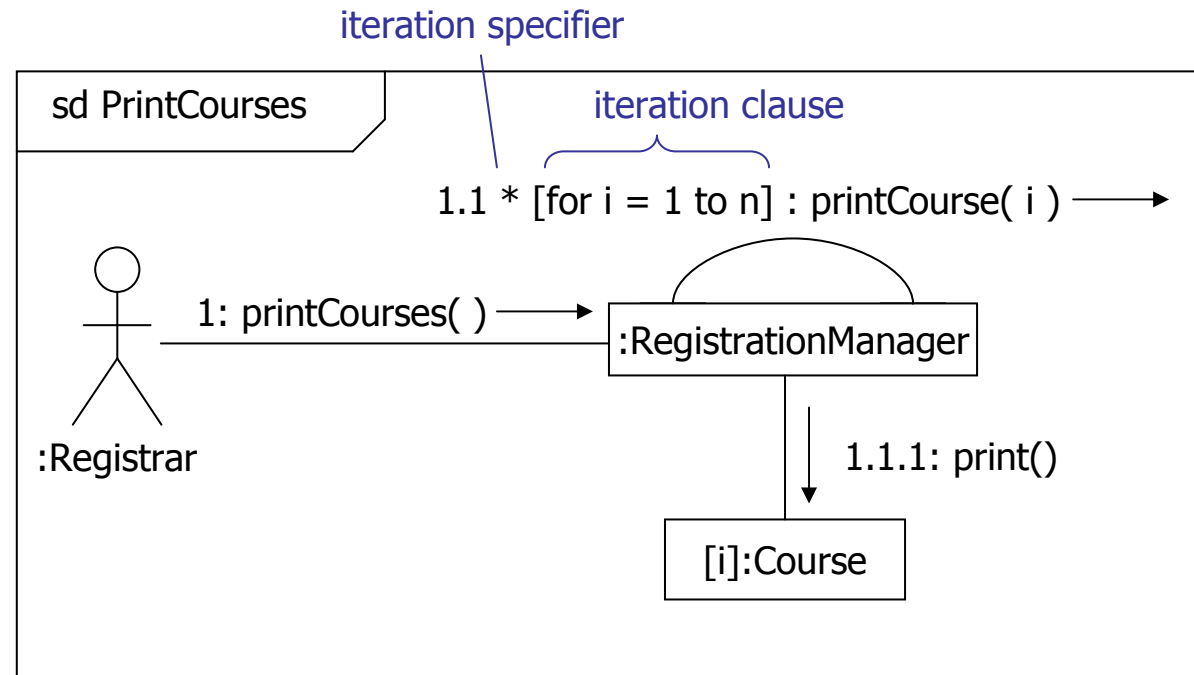 iteration specifier
sd PrintCourses
iteration clause
1.1 * [for i = 1 to n] : printCourse( i )
1: printCourses( )
:RegistrationManager
:Registrar
1.1.1: print()
[i]:Course